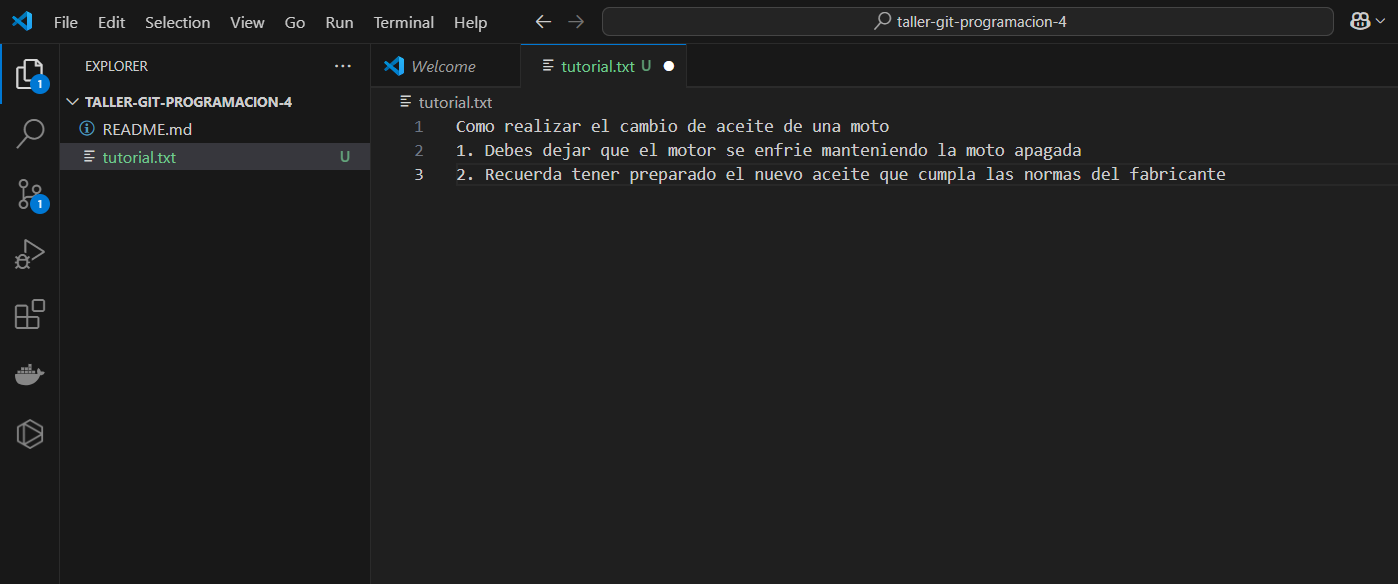 File Edit Selection View Go Run Terminal Help
taller-git-programacion-4
EXPLORER
Welcome
tutorial.txt U
TALLER-GIT-PROGRAMACION-4
README.md
tutorial.txt U
1
1
tutorial.txt
1 Como realizar el cambio de aceite de una moto
2 1. Debes dejar que el motor se enfrie manteniendo la moto apagada
3 2. Recuerda tener preparado el nuevo aceite que cumpla las normas del fabricante